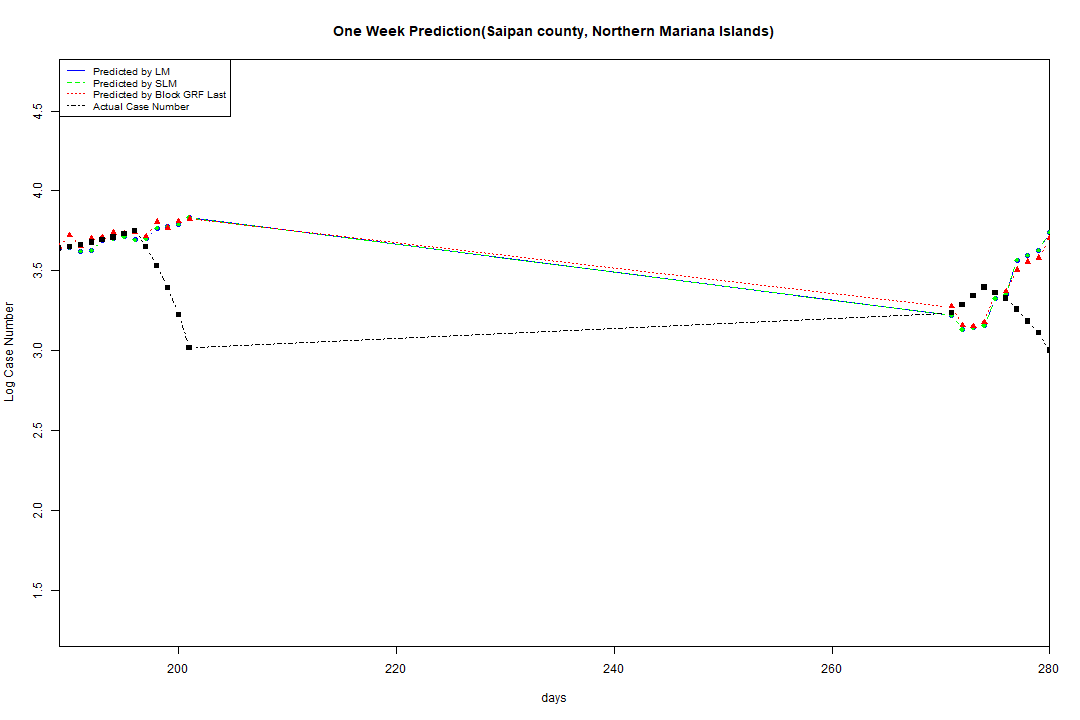 One Week Prediction(Saipan county, Northern Mariana Islands)
Predicted by LM
Predicted by SLM
Predicted by Block GRF Last
Actual Case Number
4.5
4.0
3.5
3.0
2.5
2.0
1.5
Log Case Number
200 220 240 260 280
days